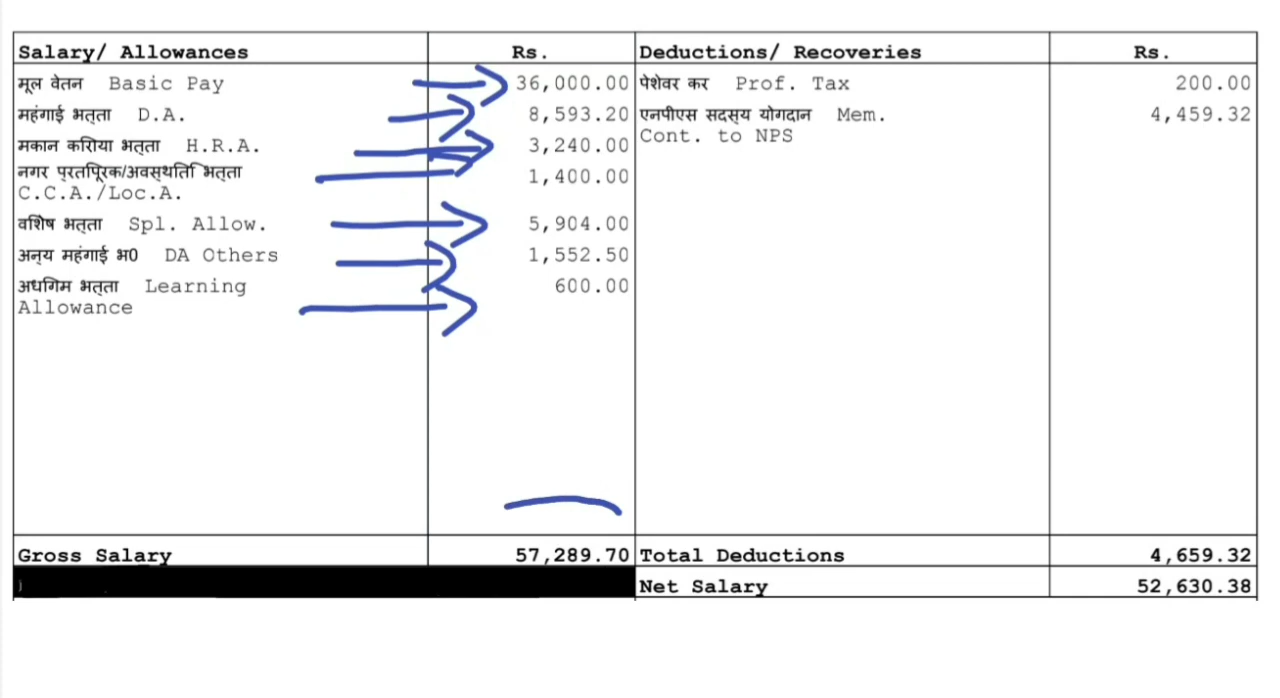 Salary/ Allowances Rs. Deductions/ Recoveries Rs.
मूल वेतन Basic Pay 36,000.00 पेशेवर कर Prof. Tax 200.00
महंगाई भत्ता D.A. 8,593.20 एनपीएस सदस्य योगदान Mem. 4,459.32
Cont. to NPS
मकान किराया भत्ता H.R.A. 3,240.00
नगर प्रतिपूरक/अवस्थिति भत्ता 1,400.00
C.C.A./Loc.A.
विशेष भत्ता Spl. Allow. 5,904.00
अन्य महंगाई भ0 DA Others 1,552.50
अधिगम भत्ता Learning 600.00
Allowance
Gross Salary 57,289.70 Total Deductions 4,659.32
Net Salary 52,630.38